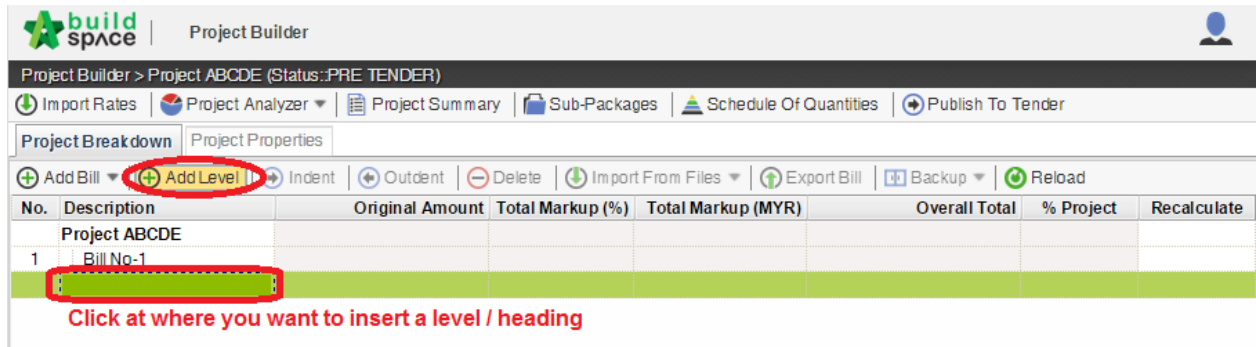 build space Project Builder
Project Builder > Project ABCDE (Status::PRE TENDER)
Import Rates Project Analyzer Project Summary Sub-Packages Schedule Of Quantities Publish To Tender
Project Breakdown Project Properties
Add Bill Add Level Indent Outdent Delete Import From Files Export Bill Backup Reload
No. Description Original Amount Total Markup (%) Total Markup (MYR) Overall Total % Project Recalculate
Project ABCDE
1 Bill No-1
Click at where you want to insert a level / heading